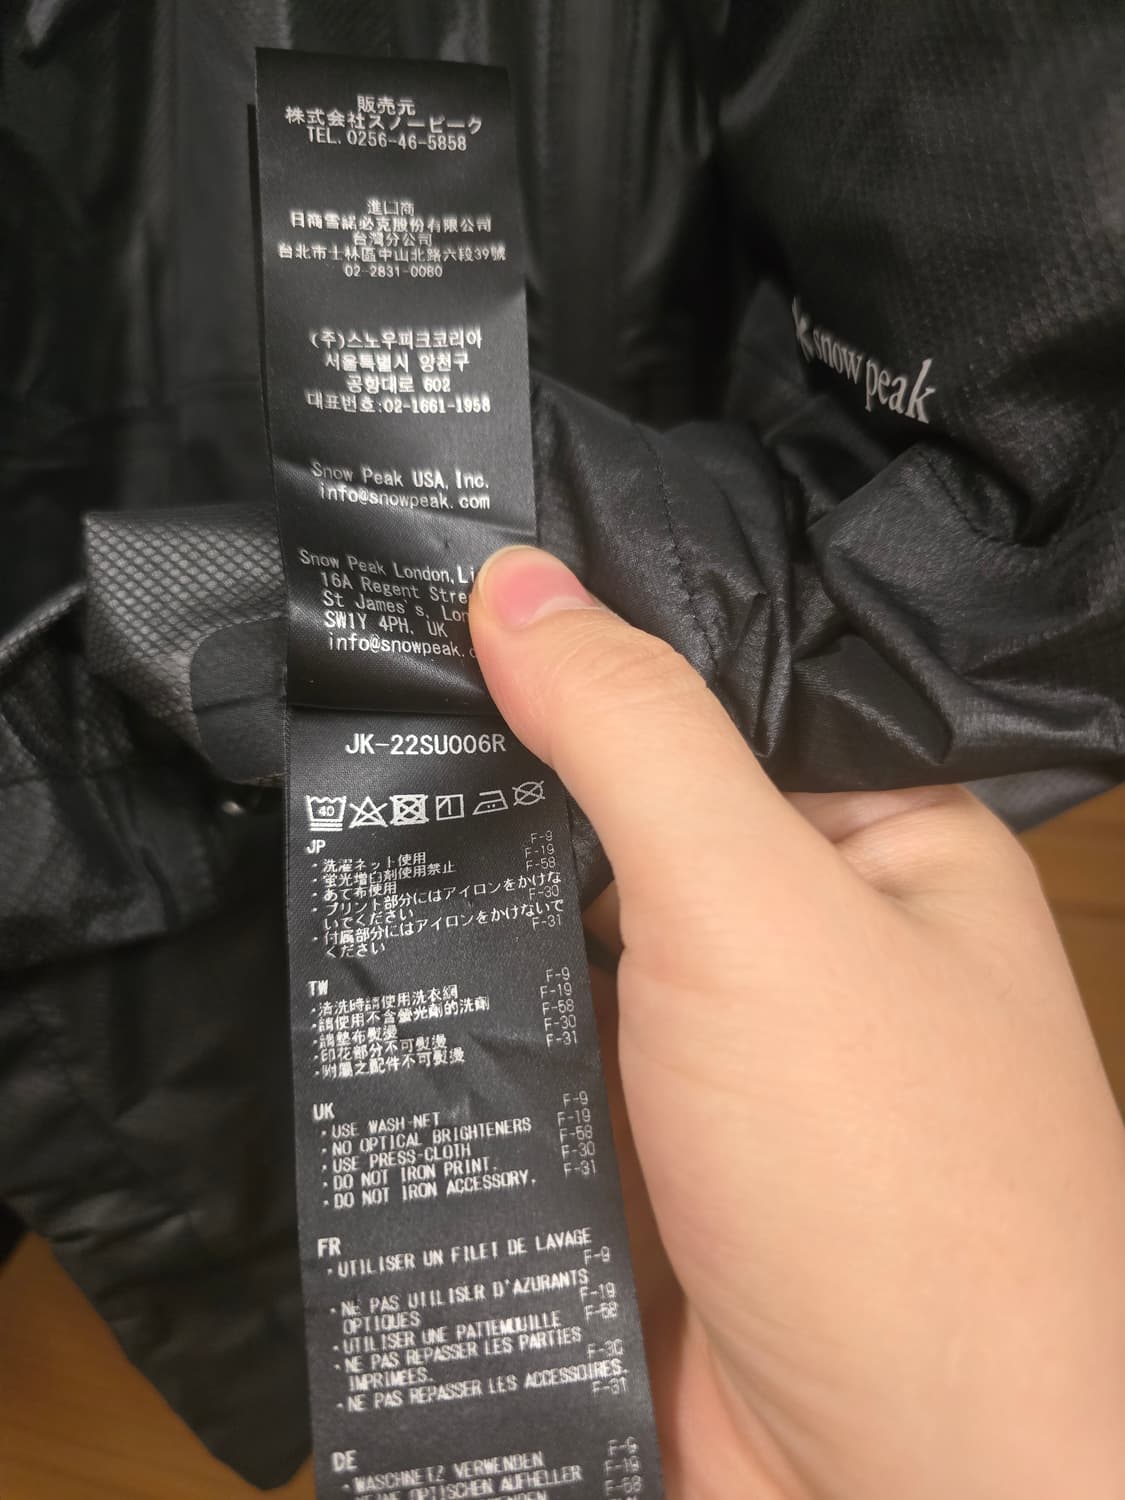 販売元
株式会社スノーピーク
TEL.0256-46-5858
進口商
日商雪諾必克股份有限公司
台灣分公司
台北市士林區中山北路六段39號
02-2831-0080
(주)스노우피크코리아
서울특별시 양천구
공항대로 602
대표번호:02-1661-1958
Snow Peak USA, Inc.
info@snowpeak.com
Snow Peak London,
16A Regent
St James's,
SW1Y 4PH, UK
info@snowpeak.
snow peak
JK-22SU006R
40
JP
F-9
・洗濯ネット使用 F-19
・蛍光増白剤使用禁止 F-58
・あて布使用
・プリント部分にはアイロンをかけな
いでください F-30
・付属部分にはアイロンをかけないで
ください F-31
TW
・清洗時請使用洗衣網 F-9
・請使用不含螢光劑的洗劑 F-19
・請墊布熨燙 F-58
・印花部分不可熨燙 F-30
・附屬之配件不可熨燙 F-31
UK
・USE WASH-NET F-9
・NO OPTICAL BRIGHTENERS F-19
・USE PRESS-CLOTH F-58
・DO NOT IRON PRINT. F-30
・DO NOT IRON ACCESSORY. F-31
FR
・UTILISER UN FILET DE LAVAGE
F-9
・NE PAS UTILISER D'AZURANTS
OPTIQUES F-19
・UTILISER UNE PATTEMOUILLE F-58
・NE PAS REPASSER LES PARTIES
IMPRIMÉES. F-30
・NE PAS REPASSER LES ACCESSOIRES.
F-31
DE
・WASCHNETZ VERWENDEN F-9
・KEINE OPTISCHEN AUFHELLER F-19
F-58